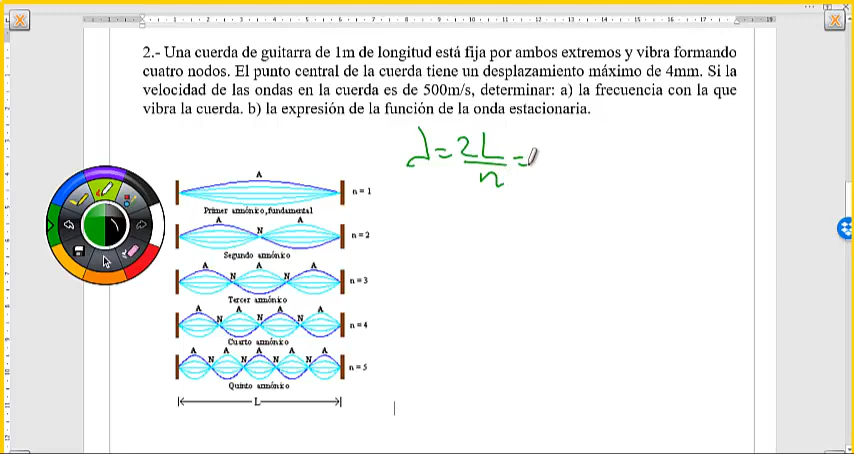 2.- Una cuerda de guitarra de 1m de longitud está fija por ambos extremos y vibra formando
cuatro nodos. El punto central de la cuerda tiene un desplazamiento máximo de 4mm. Si la
velocidad de las ondas en la cuerda es de 500m/s, determinar: a) la frecuencia con la que
vibra la cuerda. b) la expresión de la función de la onda estacionaria.
λ = 2L/n =
A
n = 1
Primer armónico, fundamental
A A
N
n = 2
Segundo armónico
A A A
N N
n = 3
Tercer armónico
A A A A
N N N
n = 4
Cuarto armónico
A A A A A
N N N N
n = 5
Quinto armónico
L